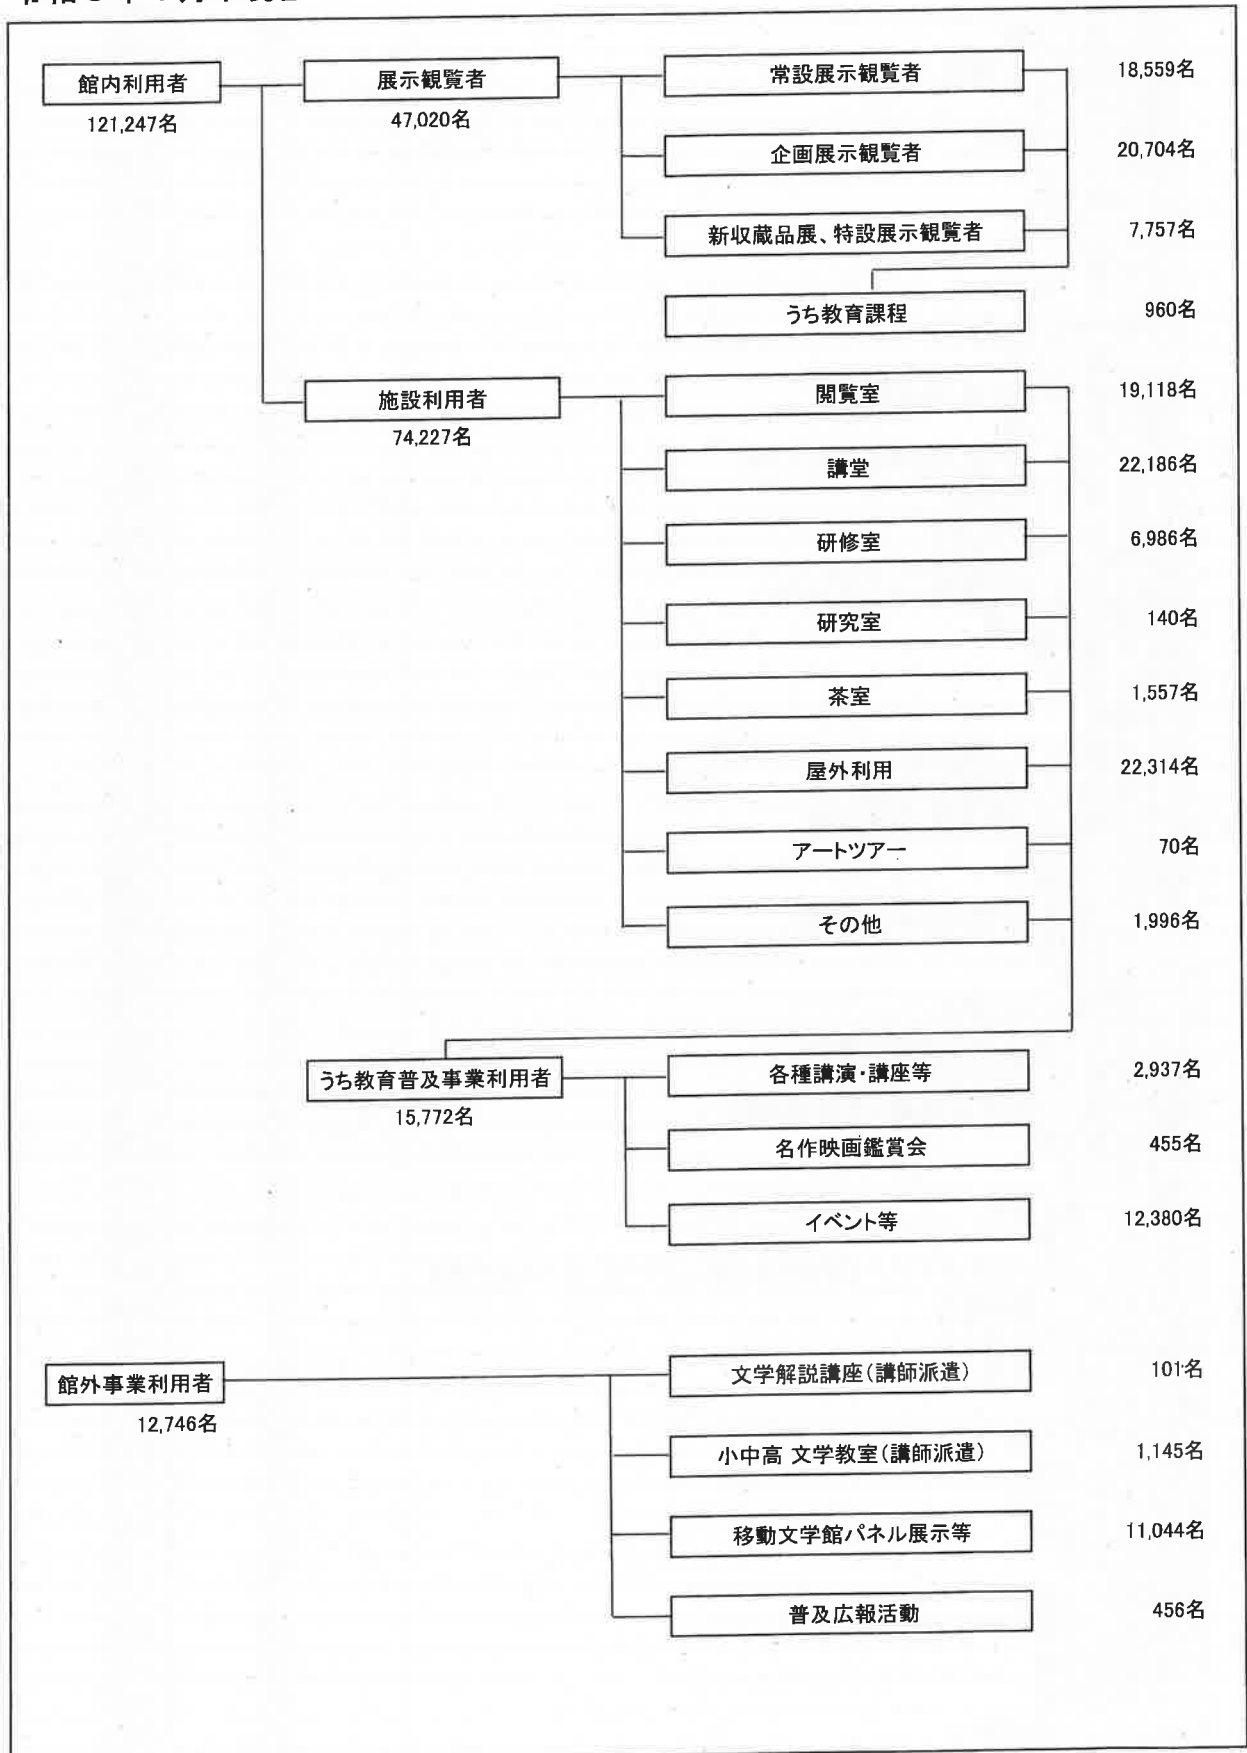 館内利用者
121,247名
展示観覧者
47,020名
常設展示観覧者 18,559名
企画展示観覧者 20,704名
新収蔵品展、特設展示観覧者 7,757名
うち教育課程 960名
施設利用者
74,227名
閲覧室 19,118名
講堂 22,186名
研修室 6,986名
研究室 140名
茶室 1,557名
屋外利用 22,314名
アートツアー 70名
その他 1,996名
うち教育普及事業利用者
15,772名
各種講演・講座等 2,937名
名作映画鑑賞会 455名
イベント等 12,380名
館外事業利用者
12,746名
文学解説講座(講師派遣) 101名
小中高 文学教室(講師派遣) 1,145名
移動文学館パネル展示等 11,044名
普及広報活動 456名